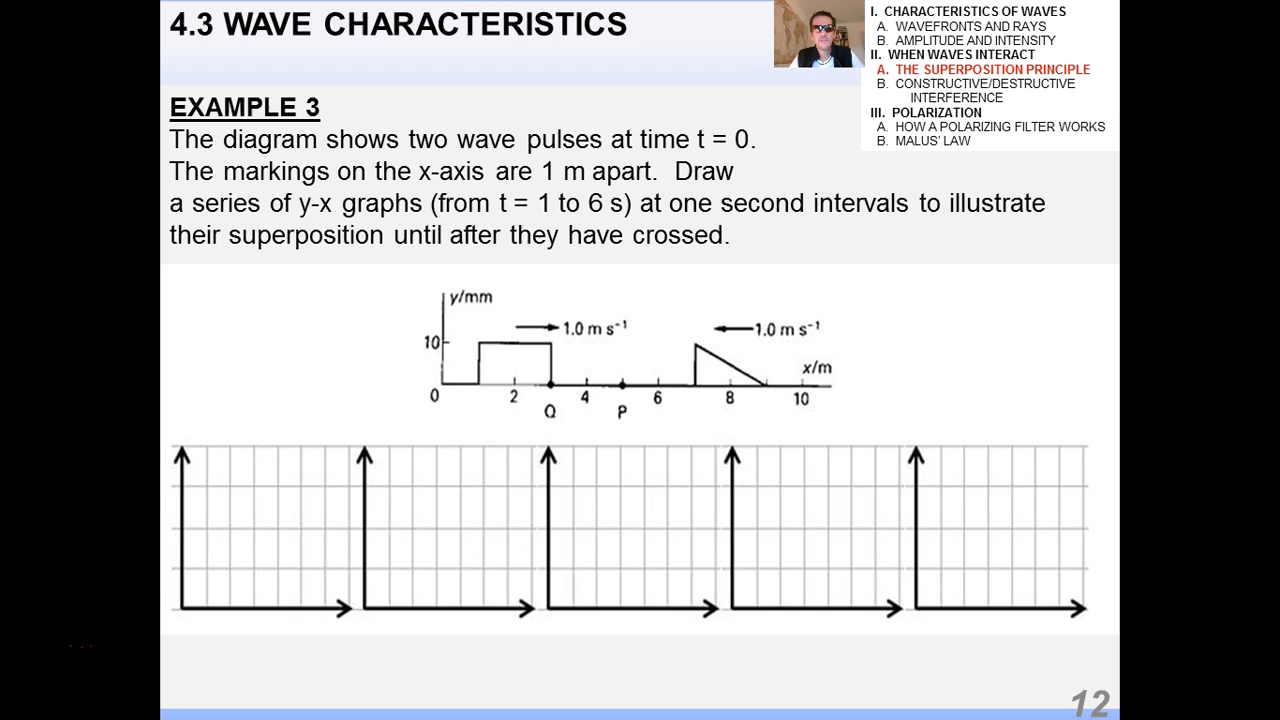 4.3 WAVE CHARACTERISTICS
I. CHARACTERISTICS OF WAVES
A. WAVEFRONTS AND RAYS
B. AMPLITUDE AND INTENSITY
II. WHEN WAVES INTERACT
A. THE SUPERPOSITION PRINCIPLE
B. CONSTRUCTIVE/DESTRUCTIVE
INTERFERENCE
III. POLARIZATION
A. HOW A POLARIZING FILTER WORKS
B. MALUS' LAW
EXAMPLE 3
The diagram shows two wave pulses at time t = 0.
The markings on the x-axis are 1 m apart. Draw
a series of y-x graphs (from t = 1 to 6 s) at one second intervals to illustrate
their superposition until after they have crossed.
y/mm
1.0 m s⁻¹ 1.0 m s⁻¹
10
x/m
0 2 4 6 8 10
Q P
12